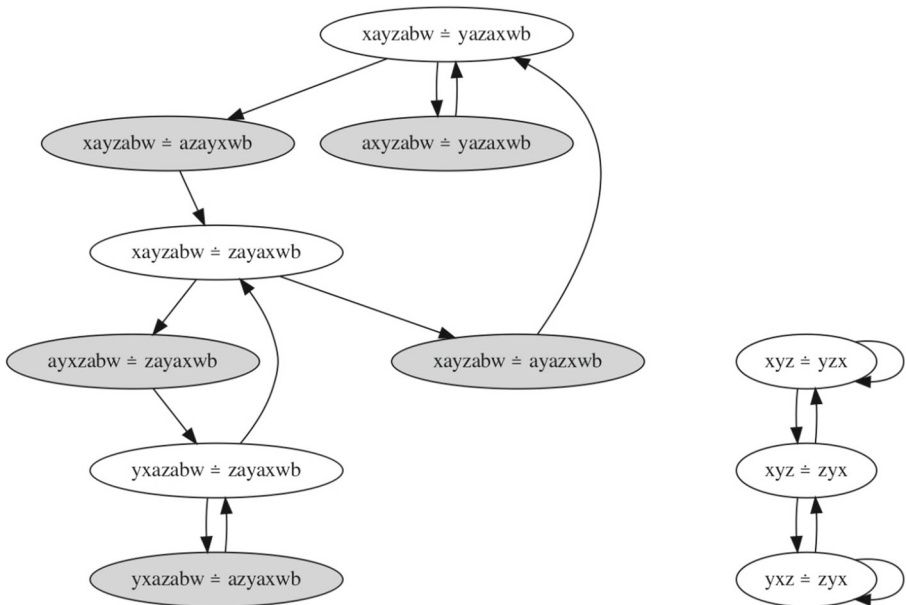 xayzabw ≐ yazaxwb
xayzabw ≐ azayxwb
axyzabw ≐ yazaxwb
xayzabw ≐ zayaxwb
ayxzabw ≐ zayaxwb
xayzabw ≐ ayazxwb
xyz ≐ yzx
yxazabw ≐ zayaxwb
xyz ≐ zyx
yxazabw ≐ azyaxwb
yxz ≐ zyx